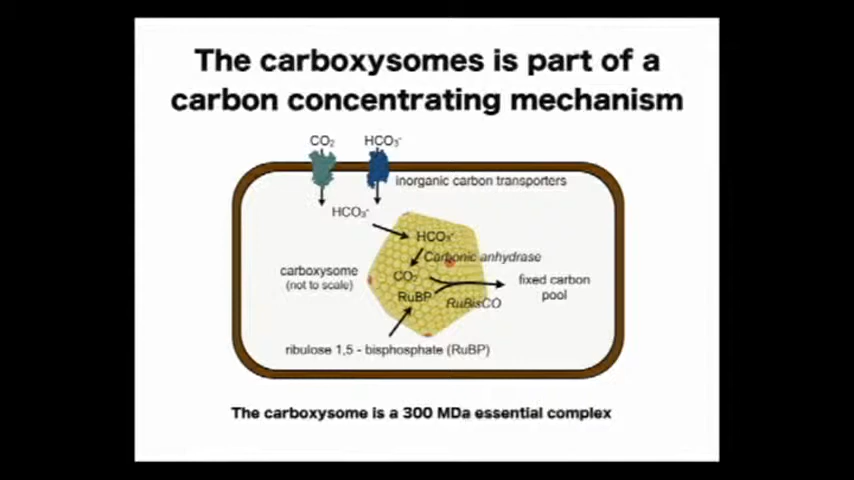 The carboxysomes is part of a
carbon concentrating mechanism
CO₂ HCO₃⁻
inorganic carbon transporters
HCO₃⁻
HCO₃⁻
Carbonic anhydrase
carboxysome
(not to scale)
CO₂
RuBP
RuBisCO
fixed carbon
pool
ribulose 1,5 - bisphosphate (RuBP)
The carboxysome is a 300 MDa essential complex